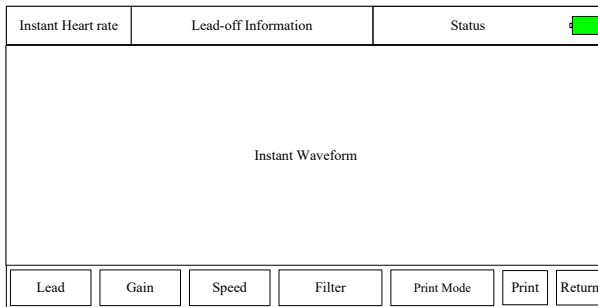 Instant Heart rate
Lead-off Information
Status
Instant Waveform
Lead
Gain
Speed
Filter
Print Mode
Print
Return